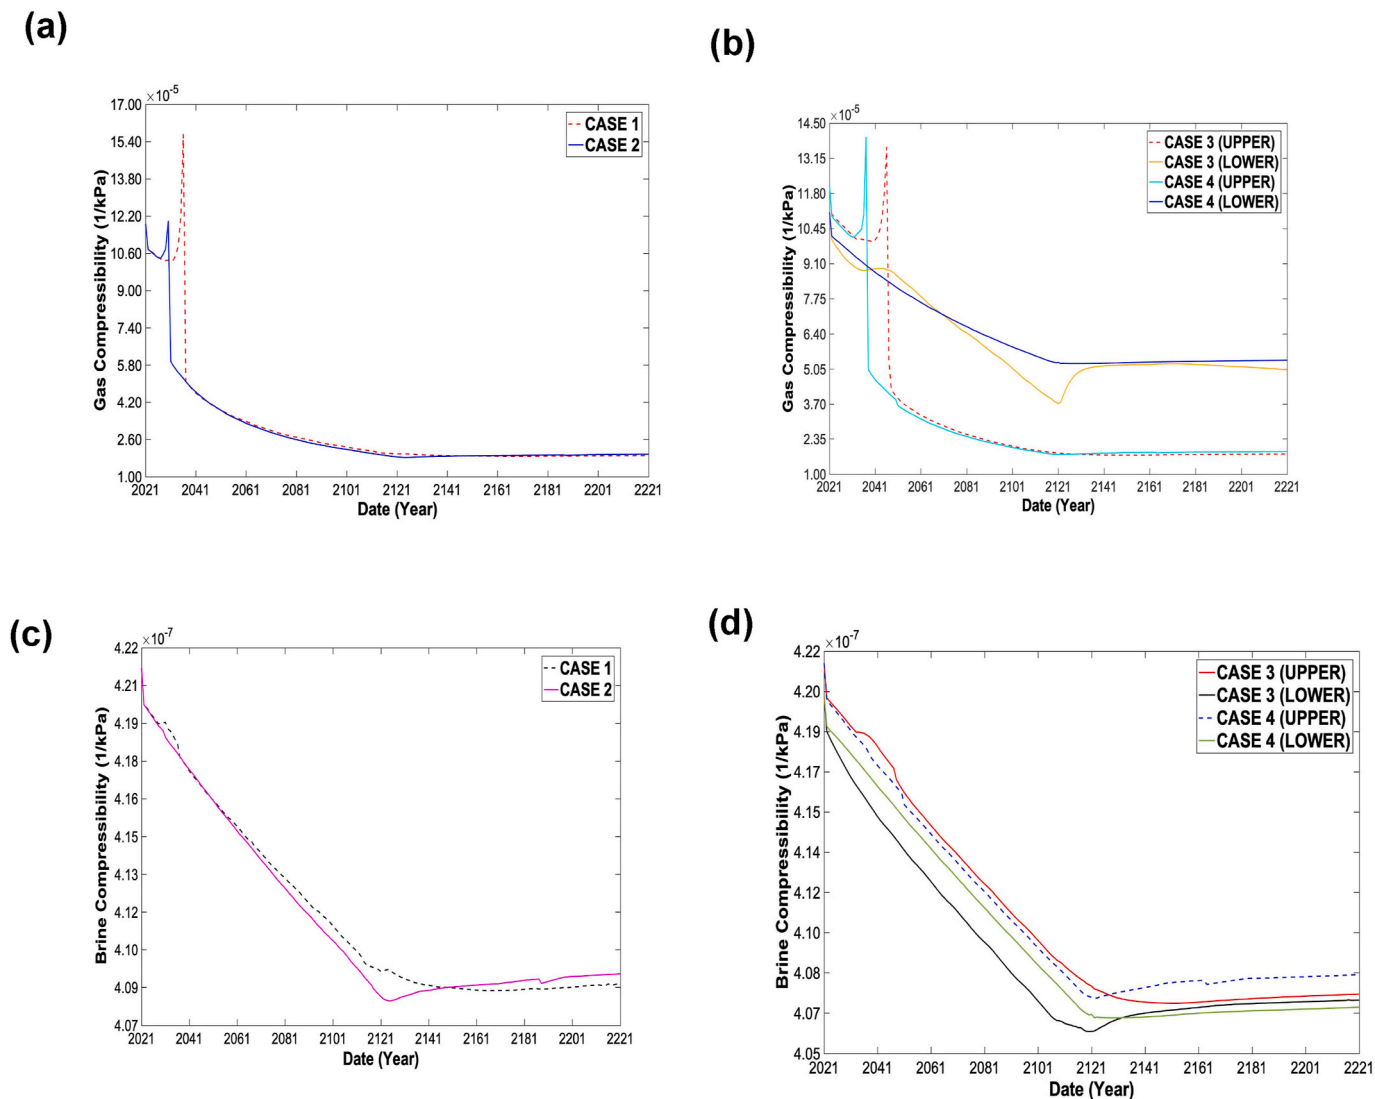 (a)
×10-5
17.00
15.40
13.80
12.20
10.60
9.00
7.40
5.80
4.20
2.60
1.00
Gas Compressibility (1/kPa)
CASE 1
CASE 2
2021 2041 2061 2081 2101 2121 2141 2161 2181 2201 2221
Date (Year)
(b)
×10-5
14.50
13.15
11.80
10.45
9.10
7.75
6.40
5.05
3.70
2.35
1.00
Gas Compressibility (1/kPa)
CASE 3 (UPPER)
CASE 3 (LOWER)
CASE 4 (UPPER)
CASE 4 (LOWER)
2021 2041 2061 2081 2101 2121 2141 2161 2181 2201 2221
Date (Year)
(c)
×10-7
4.22
4.21
4.19
4.18
4.16
4.15
4.13
4.12
4.10
4.09
4.07
Brine Compressibility (1/kPa)
CASE 1
CASE 2
2021 2041 2061 2081 2101 2121 2141 2161 2181 2201 2221
Date (Year)
(d)
×10-7
4.22
4.20
4.19
4.17
4.15
4.14
4.12
4.10
4.08
4.07
4.05
Brine Compressibility (1/kPa)
CASE 3 (UPPER)
CASE 3 (LOWER)
CASE 4 (UPPER)
CASE 4 (LOWER)
2021 2041 2061 2081 2101 2121 2141 2161 2181 2201 2221
Date (Year)